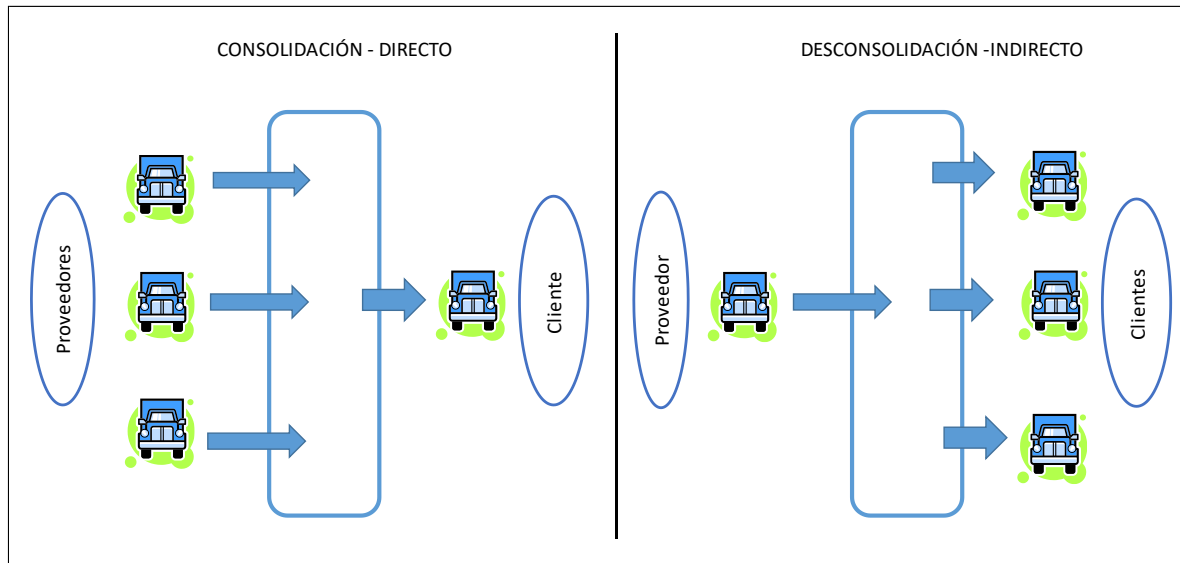 CONSOLIDACIÓN - DIRECTO
Proveedores
Cliente
DESCONSOLIDACIÓN -INDIRECTO
Proveedor
Clientes